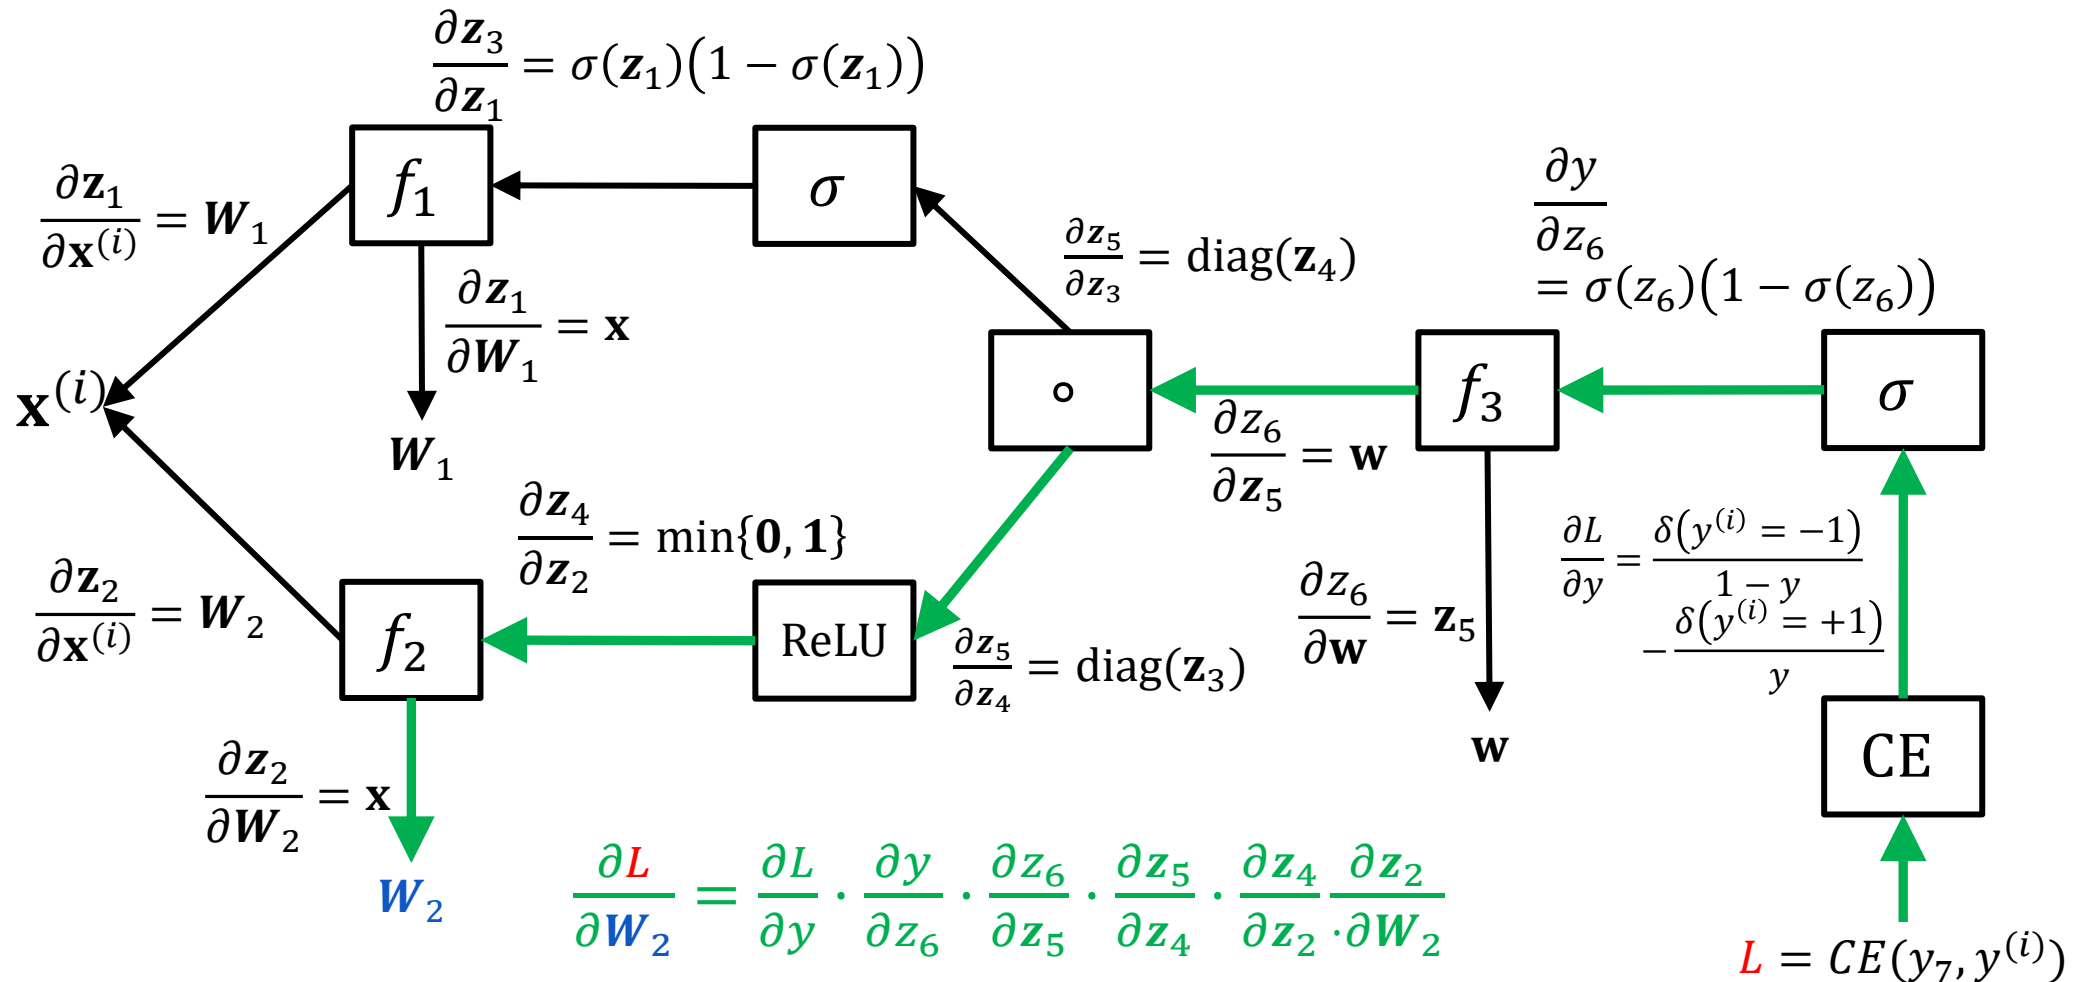 ∂𝒛₃/∂𝒛₁ = σ(𝒛₁)(1 − σ(𝒛₁))
f₁
σ
∂𝐳₁/∂𝐱⁽ⁱ⁾ = 𝑾₁
∂𝒛₁/∂𝑾₁ = 𝐱
𝑾₁
𝐱⁽ⁱ⁾
∂𝒛₅/∂𝒛₃ = diag(𝐳₄)
∂y/∂z₆
= σ(z₆)(1 − σ(z₆))
∘
f₃
σ
∂z₆/∂𝒛₅ = 𝐰
∂𝒛₄/∂𝒛₂ = min{𝟎, 𝟏}
∂𝐳₂/∂𝐱⁽ⁱ⁾ = 𝑾₂
f₂
ReLU
∂𝒛₅/∂𝒛₄ = diag(𝐳₃)
∂z₆/∂𝐰 = 𝐳₅
𝐰
∂L/∂y = δ(y⁽ⁱ⁾ = −1)/(1 − y)
− δ(y⁽ⁱ⁾ = +1)/y
CE
∂𝒛₂/∂𝑾₂ = 𝐱
𝑾₂
∂L/∂𝑾₂ = ∂L/∂y · ∂y/∂z₆ · ∂z₆/∂𝒛₅ · ∂𝒛₅/∂𝒛₄ · ∂𝒛₄/∂𝒛₂ · ∂𝒛₂/∂𝑾₂
L = CE(y₇, y⁽ⁱ⁾)